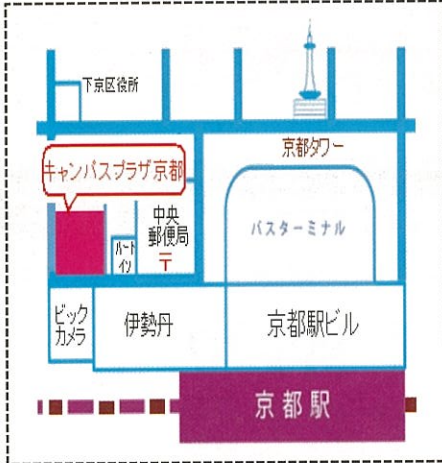 下京区役所
京都タワー
キャンパスプラザ京都
中央
郵便局
〒
ハート
イン
バスターミナル
ビック
カメラ
伊勢丹
京都駅ビル
京都駅